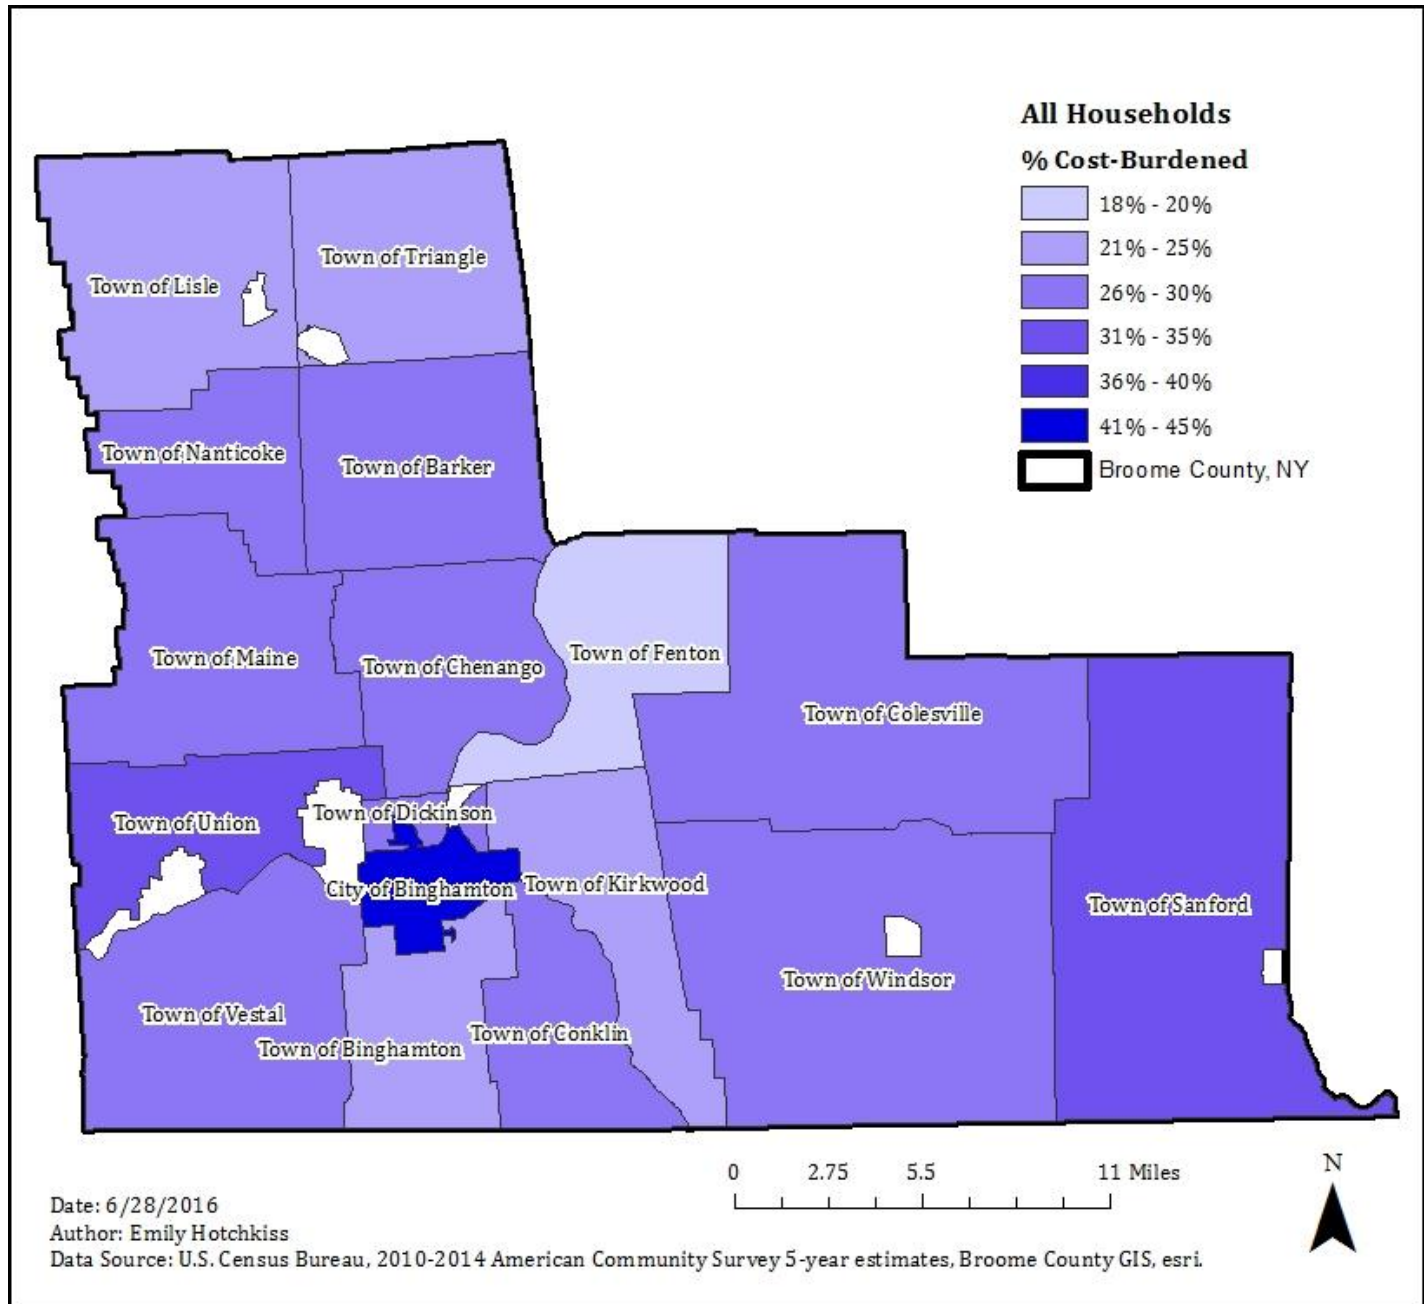 All Households
% Cost-Burdened
18% - 20%
21% - 25%
26% - 30%
31% - 35%
36% - 40%
41% - 45%
Broome County, NY
Town of Triangle
Town of Lisle
Town of Nanticoke
Town of Barker
Town of Maine
Town of Chenango
Town of Fenton
Town of Colesville
Town of Union
Town of Dickinson
City of Binghamton
Town of Kirkwood
Town of Sanford
Town of Windsor
Town of Vestal
Town of Binghamton
Town of Conklin
0 2.75 5.5 11 Miles
N
Date: 6/28/2016
Author: Emily Hotchkiss
Data Source: U.S. Census Bureau, 2010-2014 American Community Survey 5-year estimates, Broome County GIS, esri.